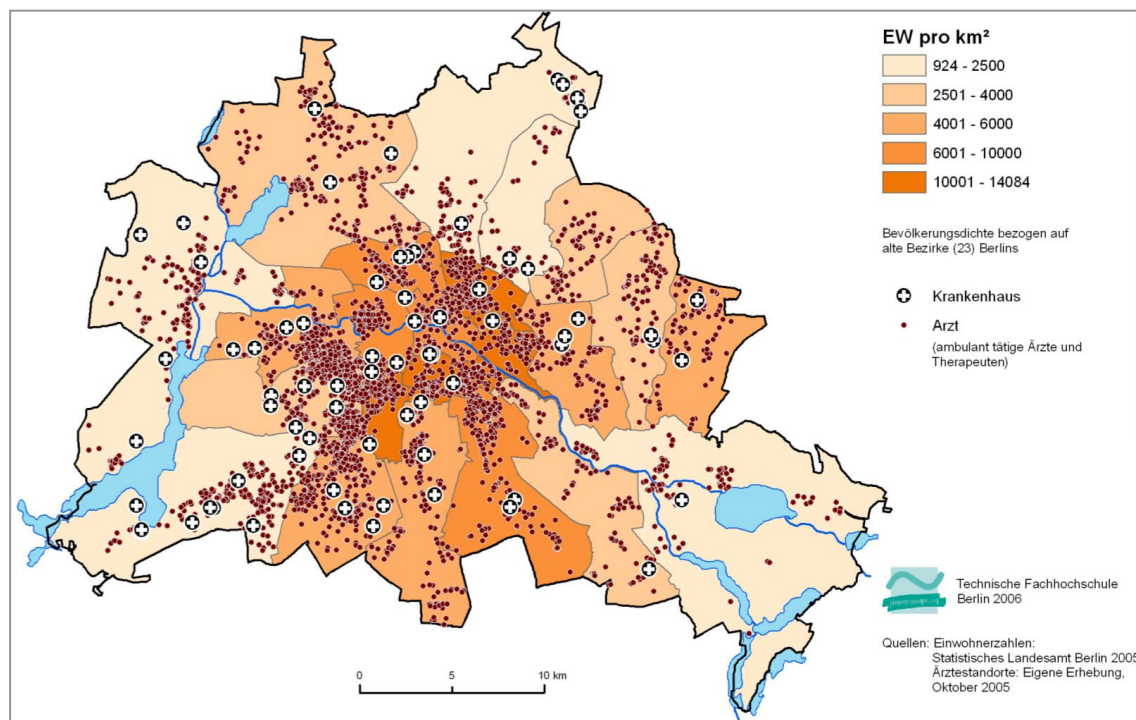 EW pro km²
924 - 2500
2501 - 4000
4001 - 6000
6001 - 10000
10001 - 14084
Bevölkerungsdichte bezogen auf
alte Bezirke (23) Berlins
Krankenhaus
Arzt
(ambulant tätige Ärzte und
Therapeuten)
Technische Fachhochschule
Berlin 2006
Quellen: Einwohnerzahlen:
Statistisches Landesamt Berlin 2005
Ärztestandorte: Eigene Erhebung,
Oktober 2005
0 5 10 km